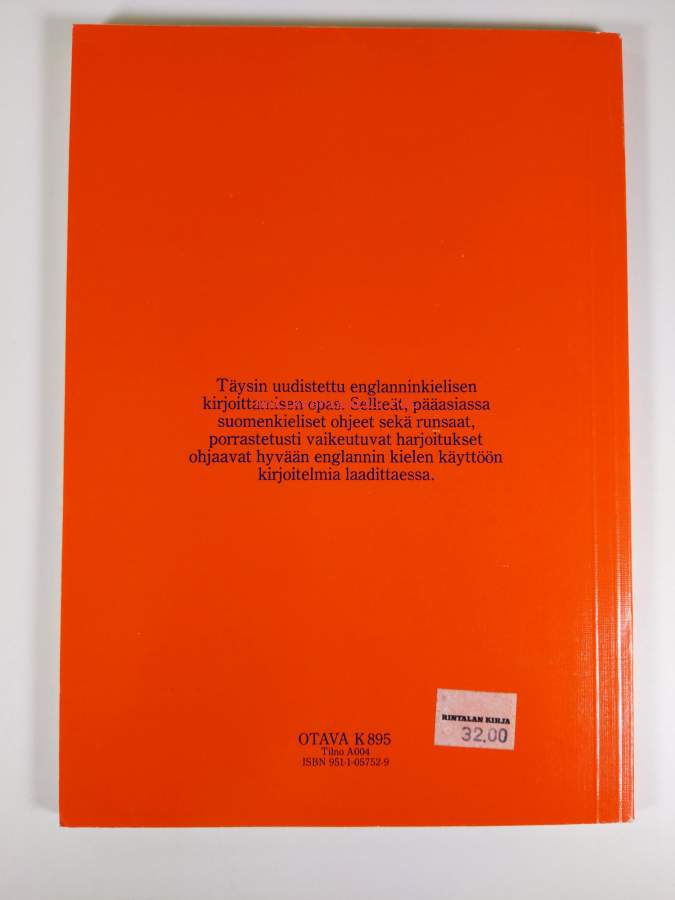 Täysin uudistettu englanninkielisen
kirjoittamisen opas. Selkeät, pääasiassa
suomenkieliset ohjeet sekä runsaat,
porrastetusti vaikeutuvat harjoitukset
ohjaavat hyvään englannin kielen käyttöön
kirjoitelmia laadittaessa.
RINTALAN KIRJA
32.00
OTAVA K 895
Tilno A004
ISBN 951-1-05752-9